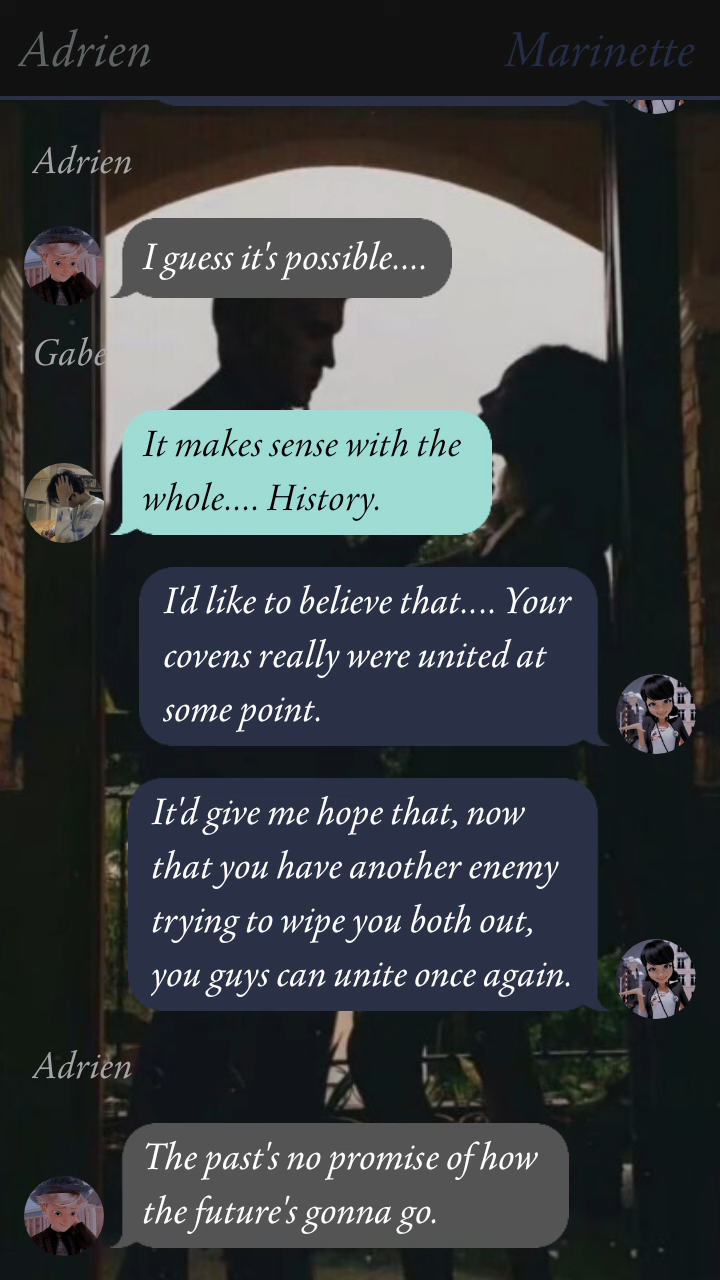 Adrien Marinette
Adrien
I guess it's possible....
Gabe
It makes sense with the
whole.... History.
I'd like to believe that.... Your
covens really were united at
some point.
It'd give me hope that, now
that you have another enemy
trying to wipe you both out,
you guys can unite once again.
Adrien
The past's no promise of how
the future's gonna go.